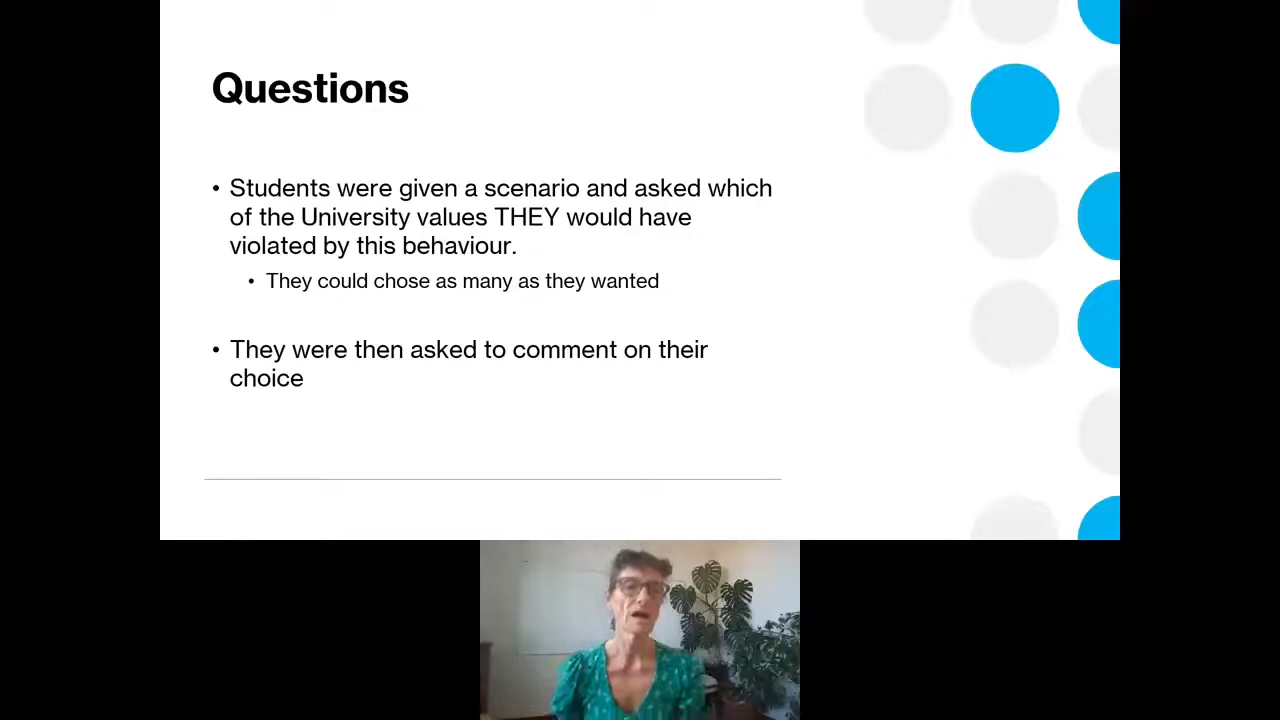 Questions
• Students were given a scenario and asked which
of the University values THEY would have
violated by this behaviour.
• They could chose as many as they wanted
• They were then asked to comment on their
choice